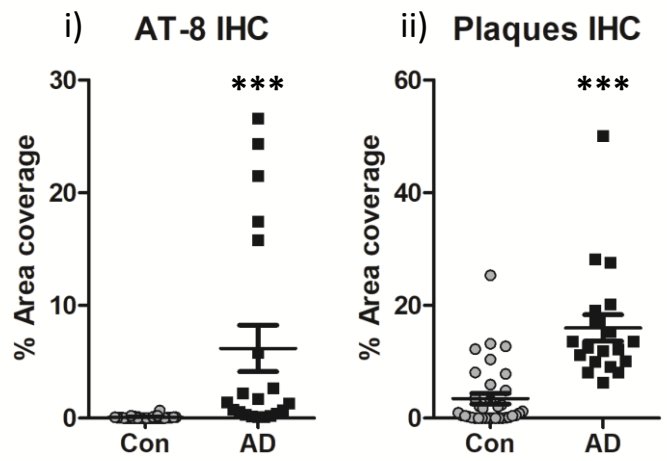 i) AT-8 IHC
% Area coverage
30
20
10
0
***
Con AD
ii) Plaques IHC
% Area coverage
60
40
20
0
***
Con AD